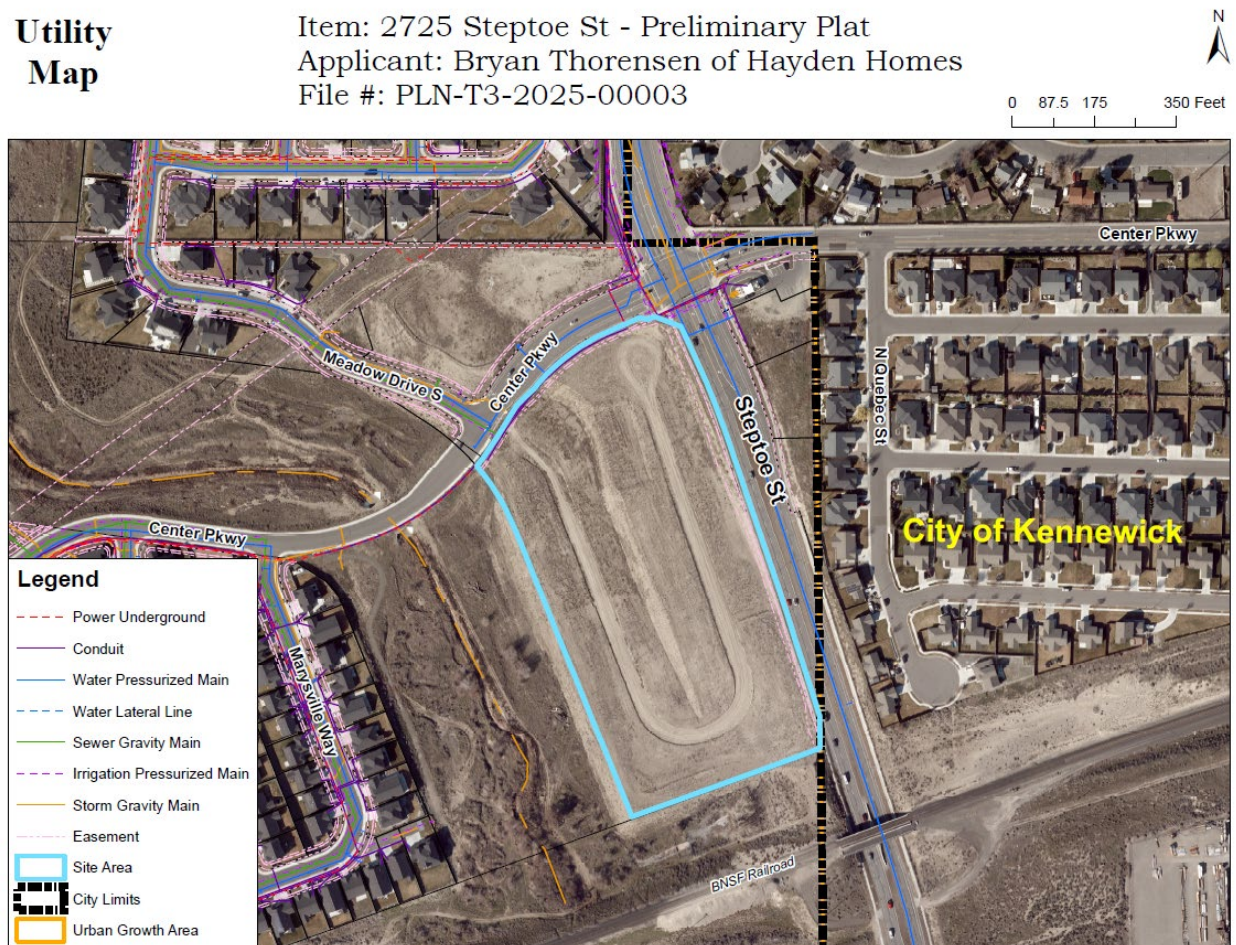 Utility
Map
Item: 2725 Steptoe St - Preliminary Plat
Applicant: Bryan Thorensen of Hayden Homes
File #: PLN-T3-2025-00003
N
0 87.5 175 350 Feet
Center Pkwy
Meadow Drive S
Center Pkwy
N Quebec St
Steptoe St
City of Kennewick
Center Pkwy
Marysville Way
BNSF Railroad
Legend
Power Underground
Conduit
Water Pressurized Main
Water Lateral Line
Sewer Gravity Main
Irrigation Pressurized Main
Storm Gravity Main
Easement
Site Area
City Limits
Urban Growth Area